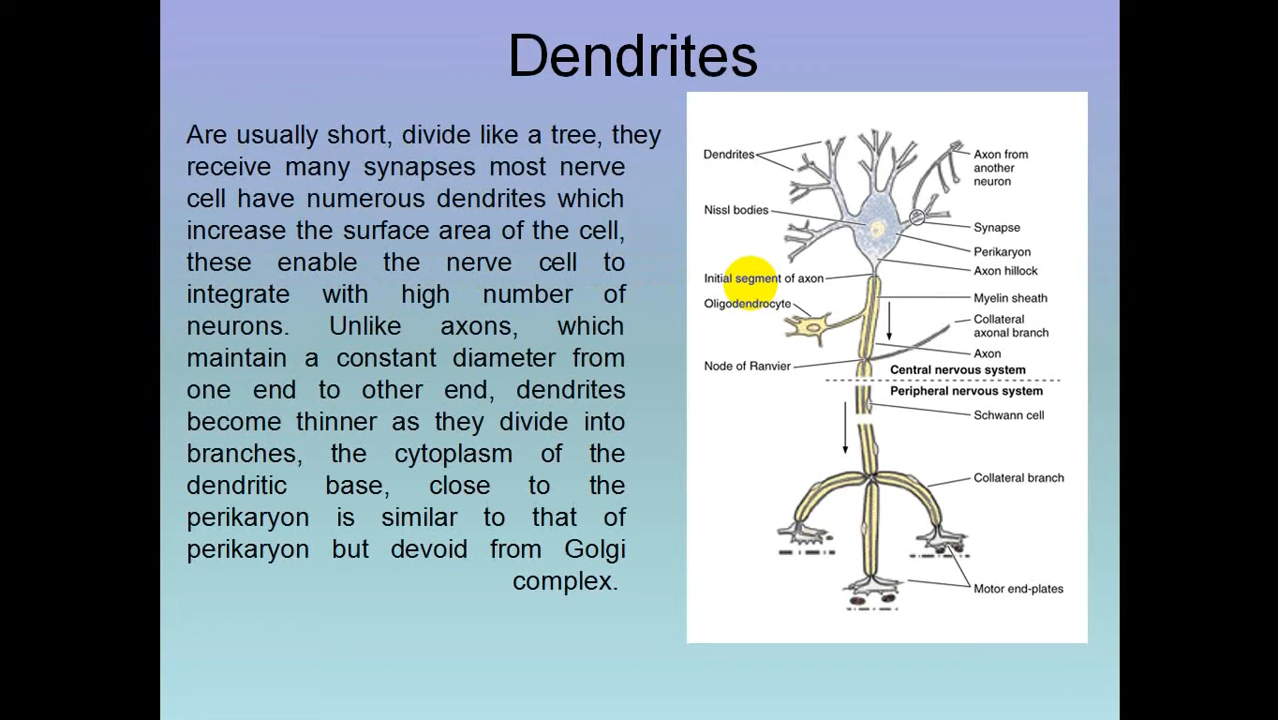 Dendrites
Are usually short, divide like a tree, they
receive many synapses most nerve
cell have numerous dendrites which
increase the surface area of the cell,
these enable the nerve cell to
integrate with high number of
neurons. Unlike axons, which
maintain a constant diameter from
one end to other end, dendrites
become thinner as they divide into
branches, the cytoplasm of the
dendritic base, close to the
perikaryon is similar to that of
perikaryon but devoid from Golgi
complex.
Dendrites
Nissl bodies
Initial segment of axon
Oligodendrocyte
Node of Ranvier
Axon from
another
neuron
Synapse
Perikaryon
Axon hillock
Myelin sheath
Collateral
axonal branch
Axon
Central nervous system
Peripheral nervous system
Schwann cell
Collateral branch
Motor end-plates